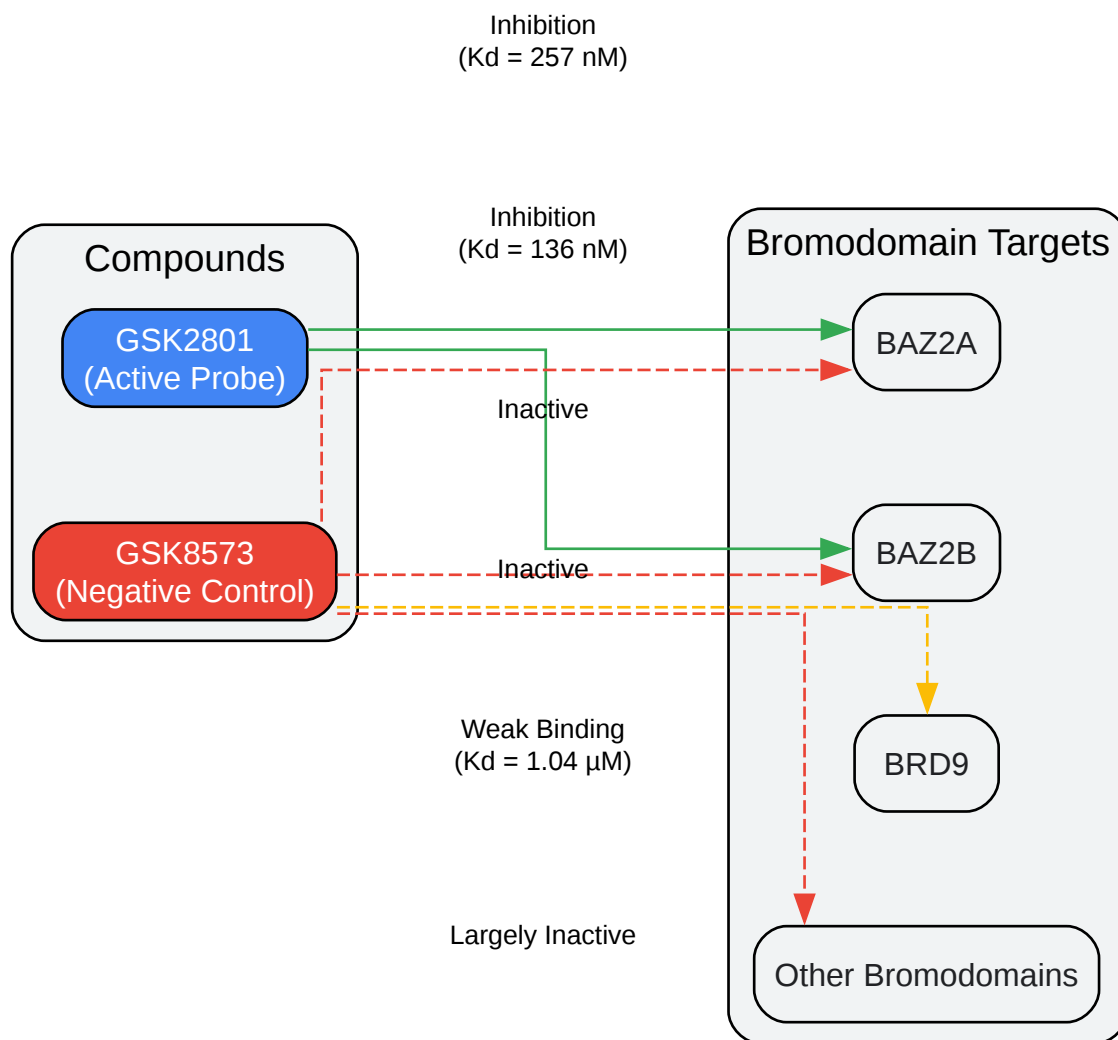 Inhibition
(Kd = 257 nM)
Inhibition
(Kd = 136 nM)
Compounds
Bromodomain Targets
GSK2801
(Active Probe)
BAZ2A
Inactive
GSK8573
(Negative Control)
Inactive
BAZ2B
Weak Binding
(Kd = 1.04 µM)
BRD9
Largely Inactive
Other Bromodomains